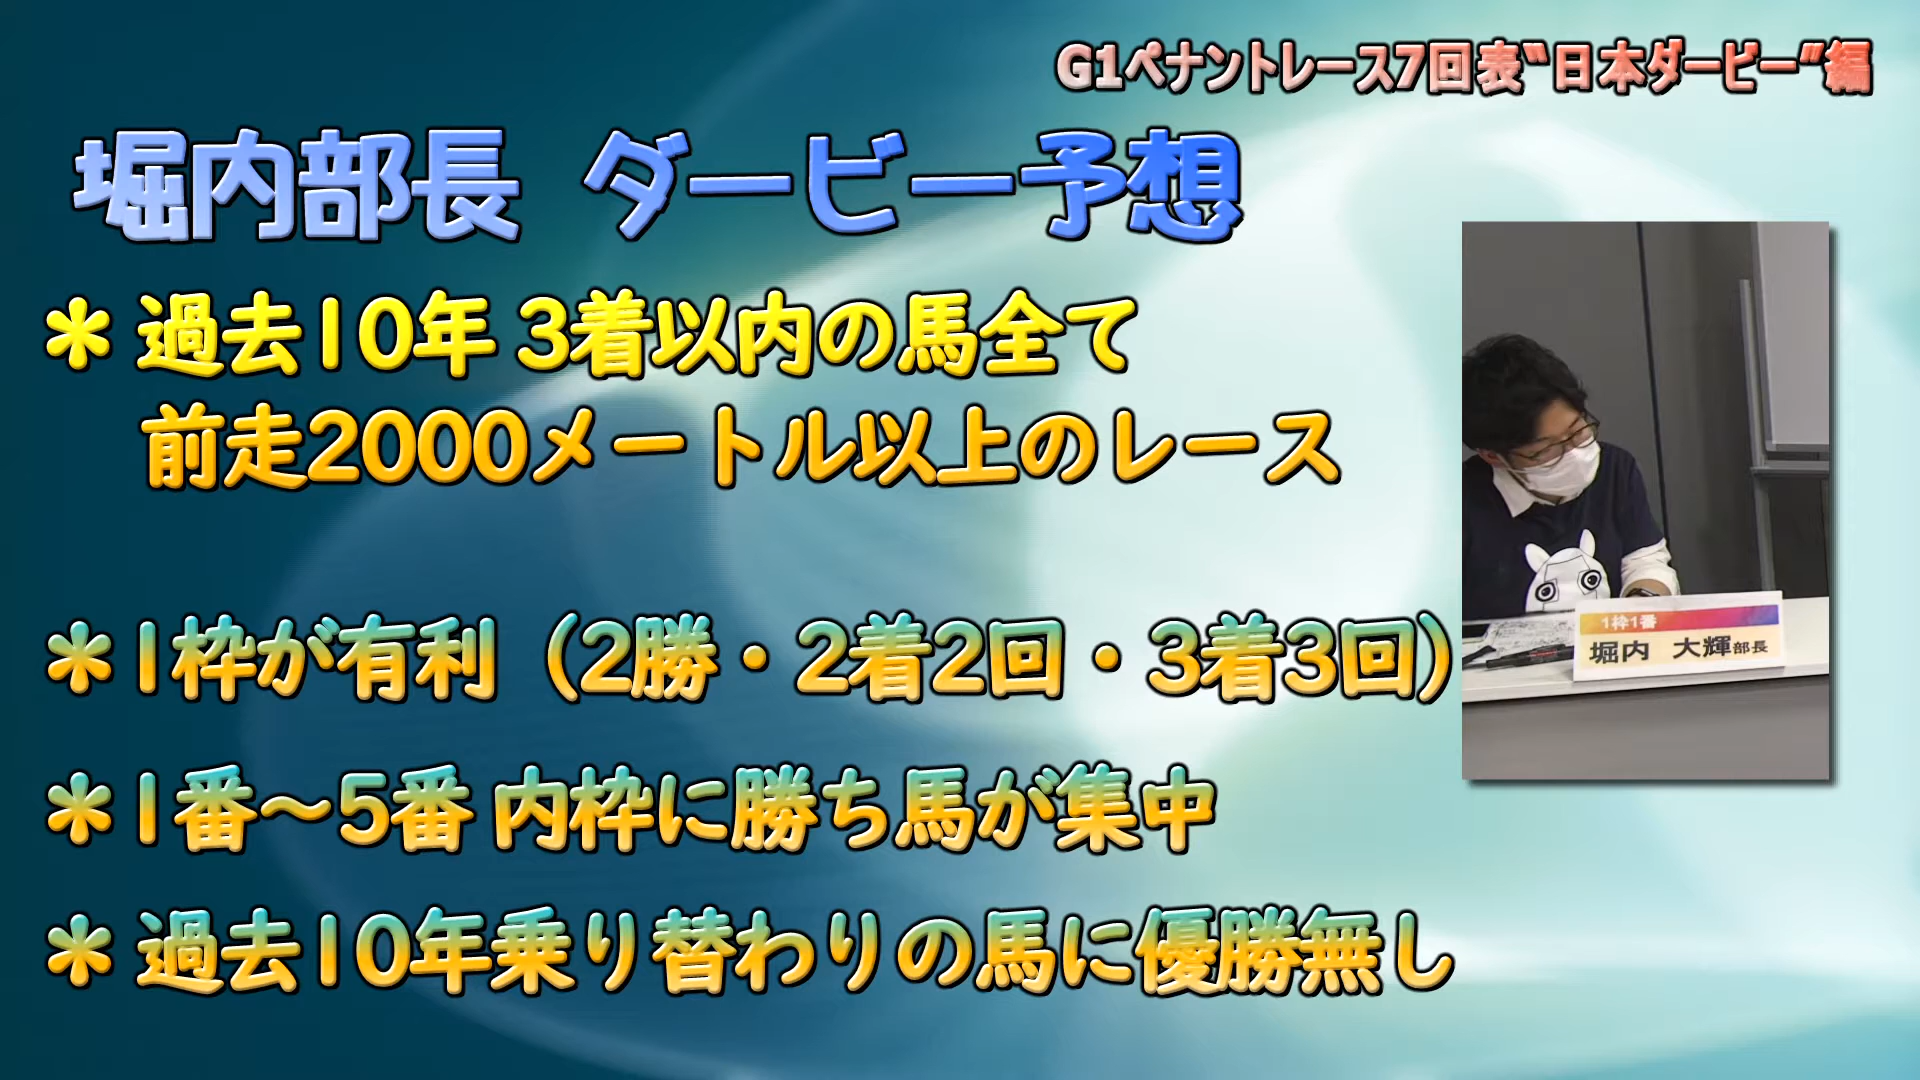 G1ペナントレース7回表〝日本ダービー〟編
堀内部長 ダービー予想
＊ 過去10年 3着以内の馬全て
前走2000メートル以上のレース
＊1枠が有利（2勝・2着2回・3着3回）
＊1番～5番 内枠に勝ち馬が集中
＊ 過去10年乗り替わりの馬に優勝無し
1枠1番
堀内 大輝部長